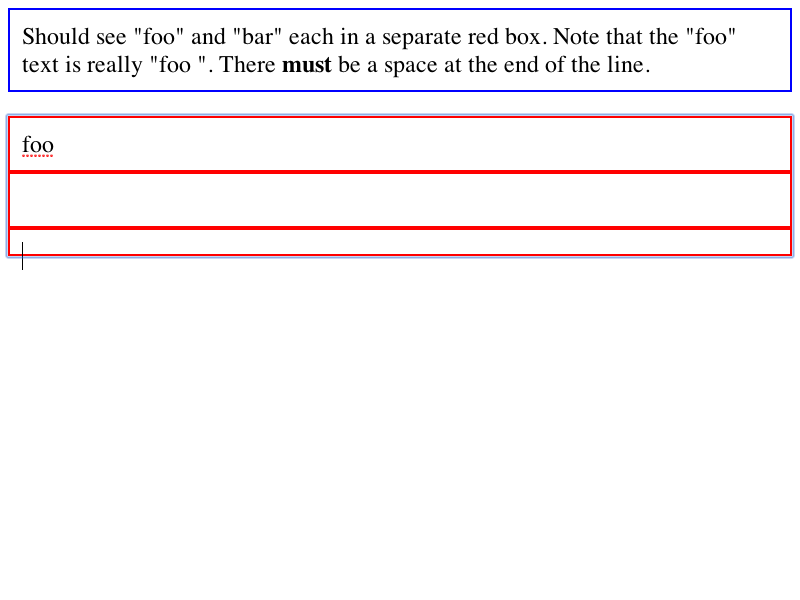 Should see "foo" and "bar" each in a separate red box. Note that the "foo"
text is really "foo ". There must be a space at the end of the line.
foo